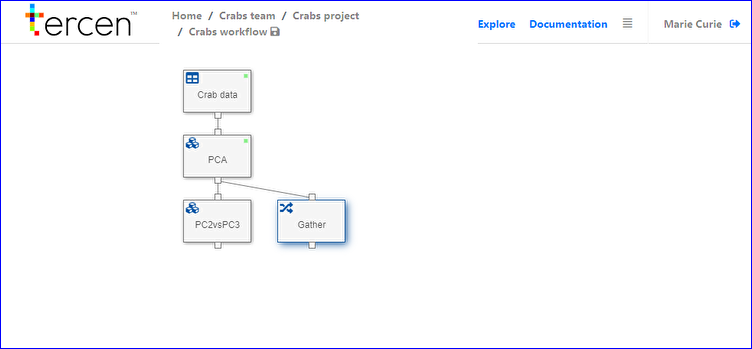 tercen™
Home / Crabs team / Crabs project
/ Crabs workflow
Explore Documentation Marie Curie
Crab data
PCA
PC2vsPC3 Gather